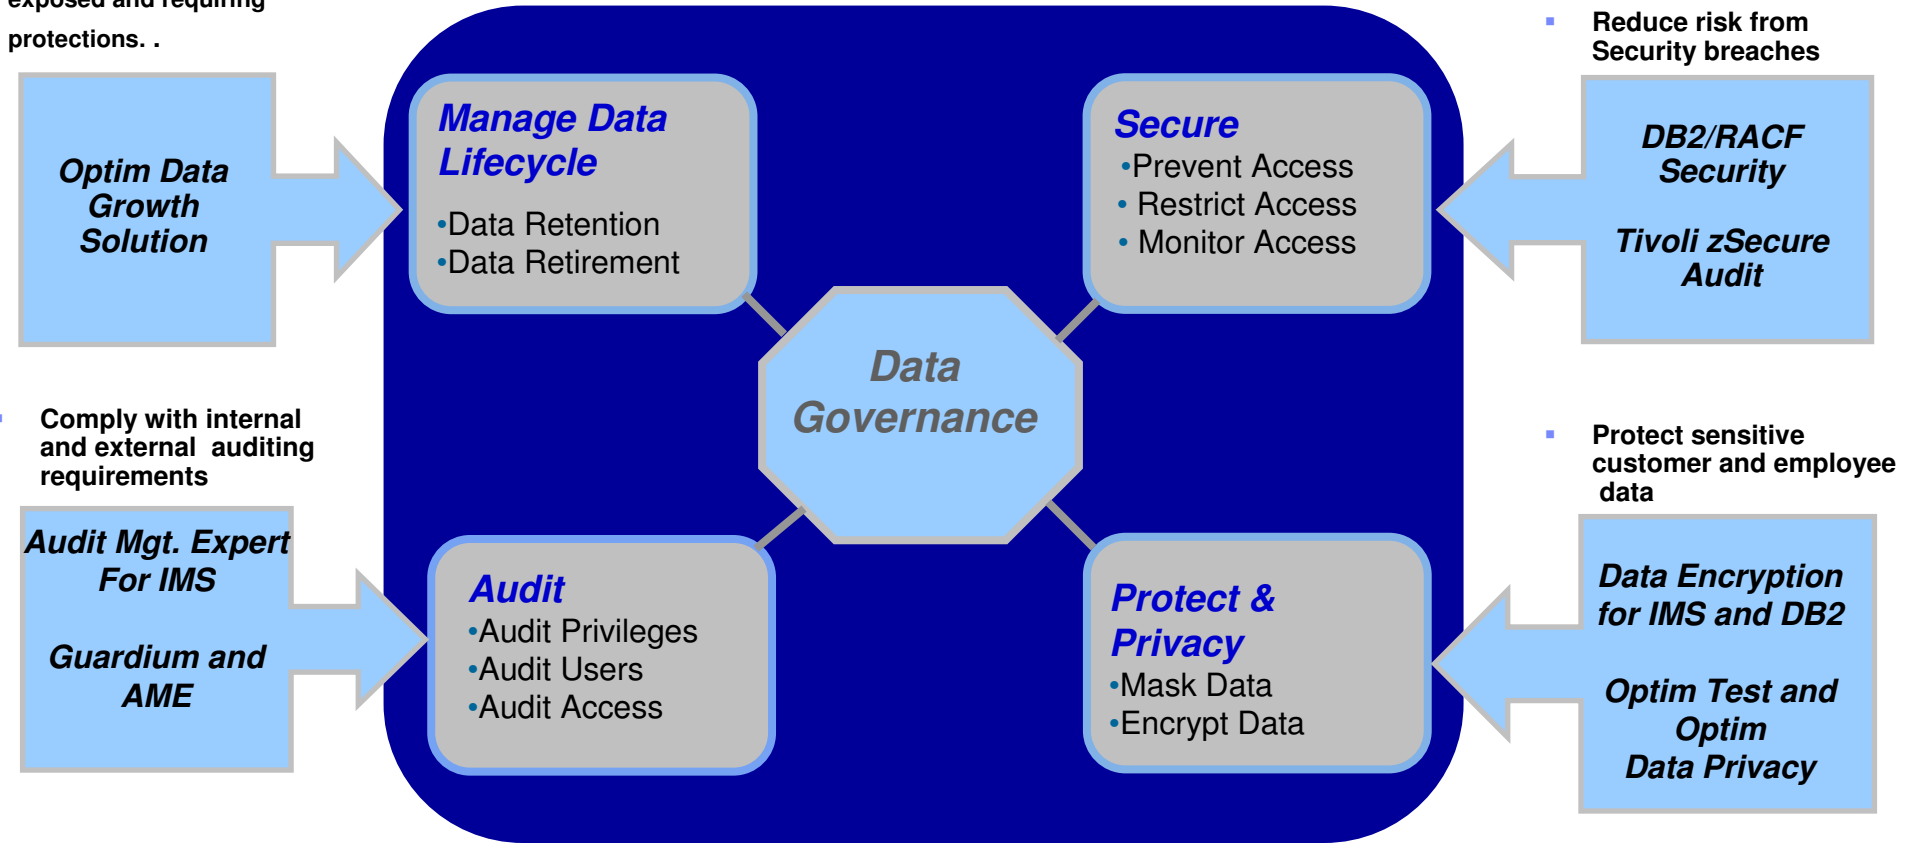 exposed and requiring
protections. .
Optim Data
Growth
Solution
Manage Data
Lifecycle
•Data Retention
•Data Retirement
Secure
•Prevent Access
• Restrict Access
• Monitor Access
▪ Reduce risk from
Security breaches
DB2/RACF
Security
Tivoli zSecure
Audit
Data
Governance
▪ Comply with internal
and external auditing
requirements
Audit Mgt. Expert
For IMS
Guardium and
AME
Audit
•Audit Privileges
•Audit Users
•Audit Access
Protect &
Privacy
•Mask Data
•Encrypt Data
▪ Protect sensitive
customer and employee
data
Data Encryption
for IMS and DB2
Optim Test and
Optim
Data Privacy